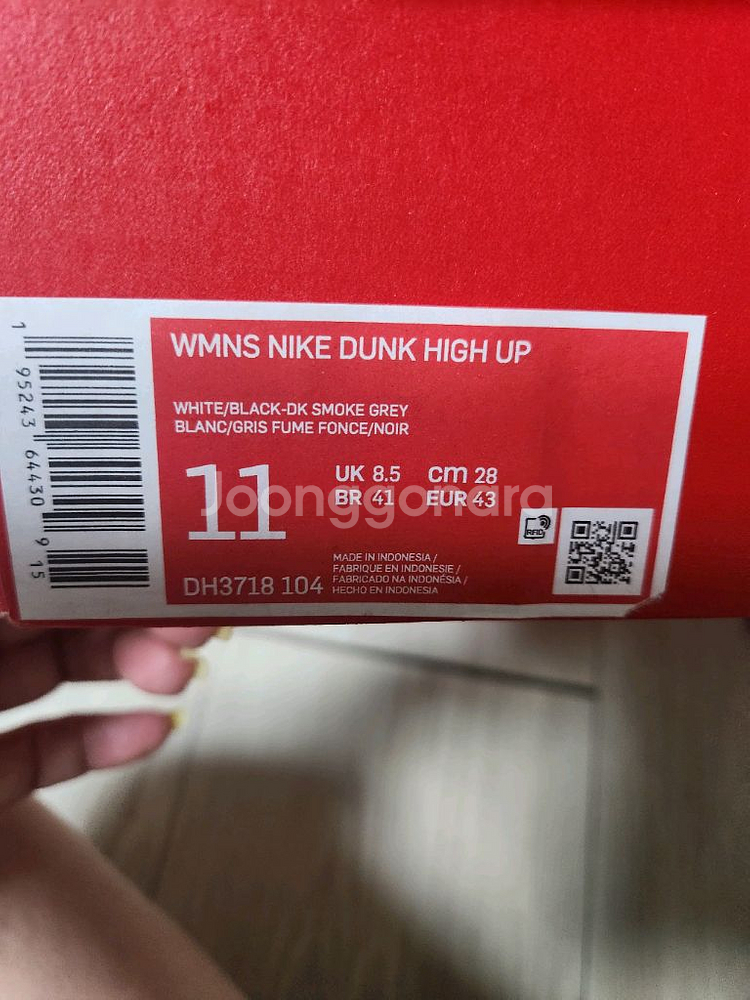 WMNS NIKE DUNK HIGH UP
WHITE/BLACK-DK SMOKE GREY
BLANC/GRIS FUME FONCE/NOIR
11
UK 8.5 cm 28
BR 41 EUR 43
Joonggonara
RFID
DH3718 104
MADE IN INDONESIA /
FABRIQUE EN INDONESIE /
FABRICADO NA INDONÉSIA /
HECHO EN INDONESIA
1 95243 64430 9 15